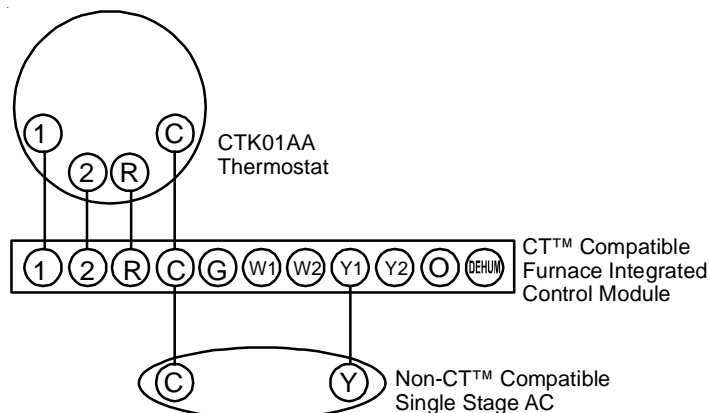 1 C
2 R
CTK01AA
Thermostat
1 2 R C G W1 W2 Y1 Y2 O DEHUM
CT™ Compatible
Furnace Integrated
Control Module
C Y
Non-CT™ Compatible
Single Stage AC